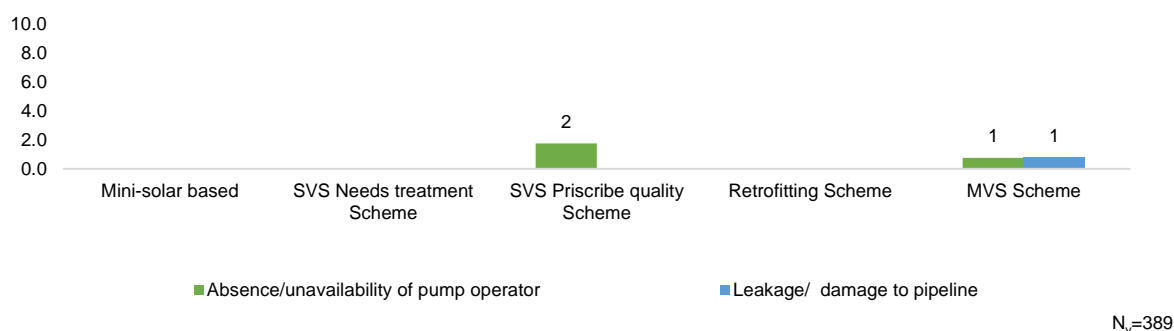 10.0
8.0
6.0
4.0
2.0
0.0
2
1 1
Mini-solar based SVS Needs treatment SVS Priscribe quality Retrofitting Scheme MVS Scheme
Scheme Scheme
Absence/unavailability of pump operator Leakage/ damage to pipeline
Nv=389